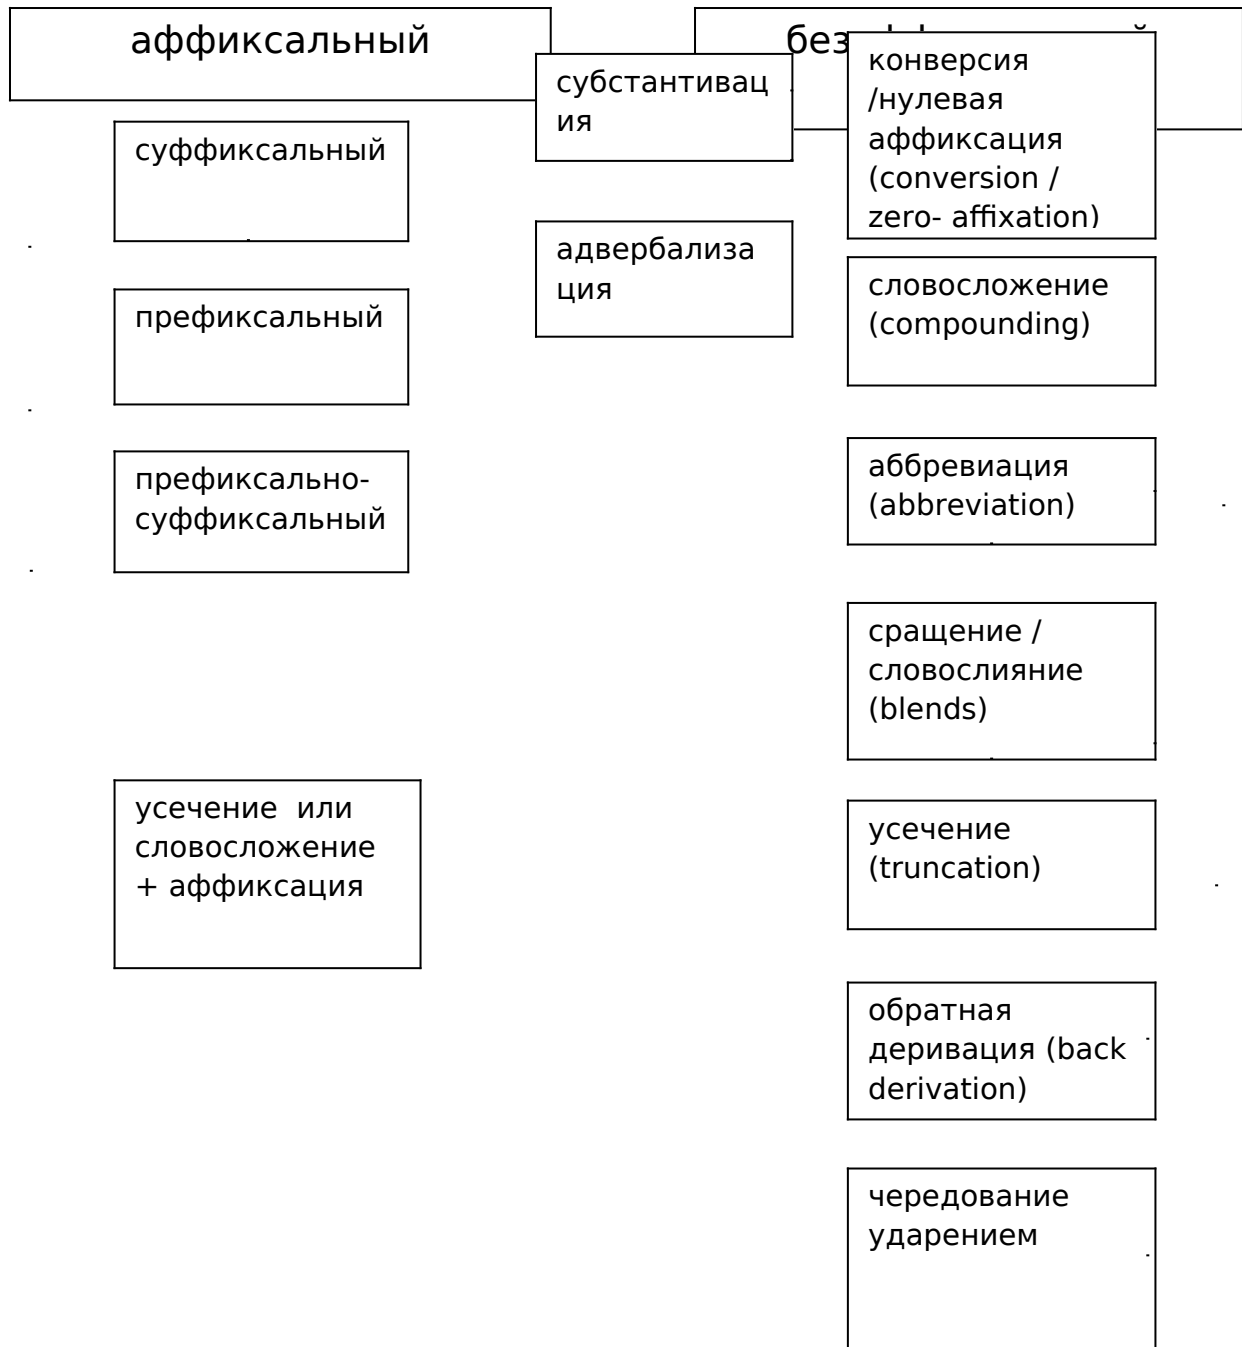 аффиксальный
суффиксальный
префиксальный
префиксально-
суффиксальный
усечение или
словосложение
+ аффиксация
субстантивац
ия
адвербализа
ция
конверсия
/нулевая
аффиксация
(conversion /
zero- affixation)
словосложение
(compounding)
аббревиация
(abbreviation)
сращение /
словослияние
(blends)
усечение
(truncation)
обратная
деривация (back
derivation)
чередование
ударением